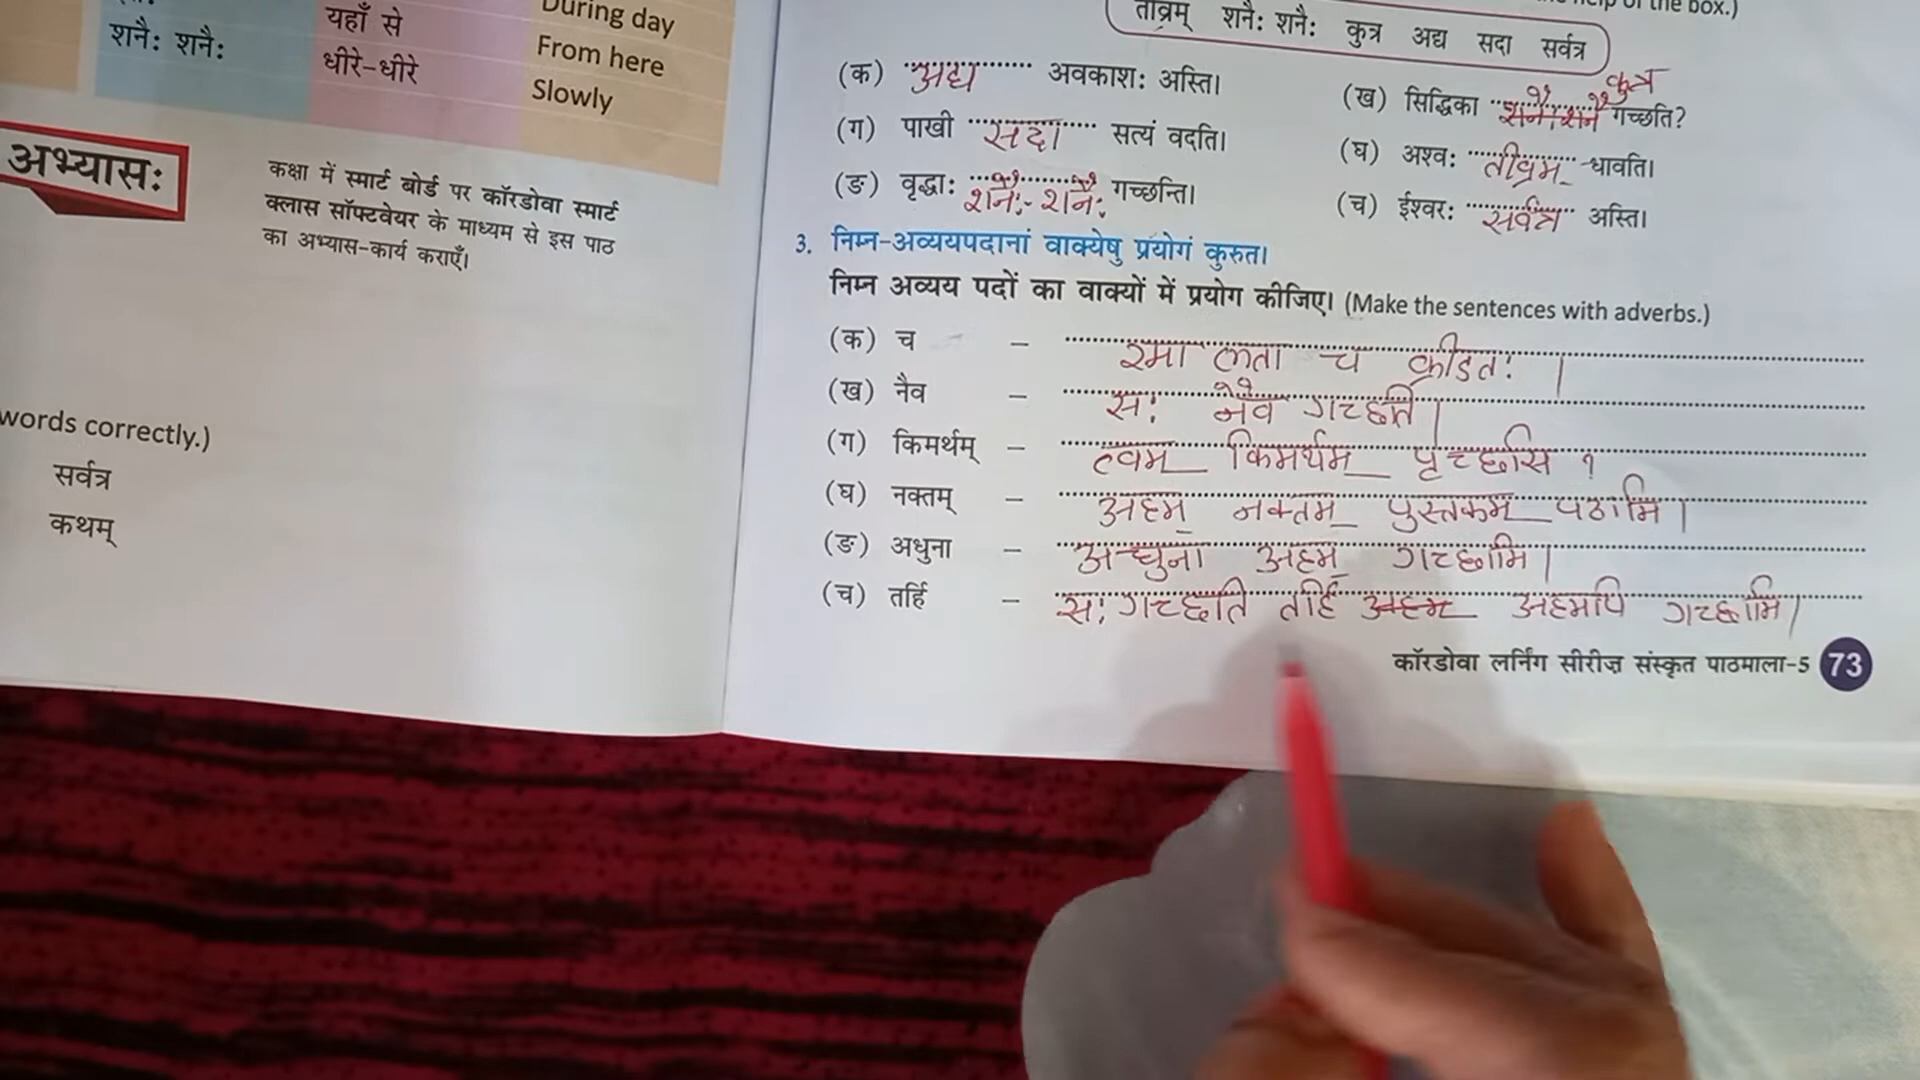 यहाँ से During day
शनैः शनैः धीरे-धीरे From here
Slowly
अभ्यासः
कक्षा में स्मार्ट बोर्ड पर कॉरडोवा स्मार्ट
क्लास सॉफ्टवेयर के माध्यम से इस पाठ
का अभ्यास-कार्य कराएँ।
words correctly.)
सर्वत्र
कथम्
of the box.)
तीव्रम् शनैः शनैः कुत्र अद्य सदा सर्वत्र
(क) अद्य अवकाशः अस्ति। (ख) सिद्धिका कुत्र गच्छति?
(ग) पाखी सदा सत्यं वदति। (घ) अश्वः तीव्रम् धावति।
(ङ) वृद्धाः शनैः- शनैः गच्छन्ति। (च) ईश्वरः सर्वत्र अस्ति।
3. निम्न-अव्ययपदानां वाक्येषु प्रयोगं कुरुत।
निम्न अव्यय पदों का वाक्यों में प्रयोग कीजिए। (Make the sentences with adverbs.)
(क) च – रमा लता च क्रीडतः।
(ख) नैव – सः नैव गच्छति।
(ग) किमर्थम् – त्वम् किमर्थम् पृच्छसि ?
(घ) नक्तम् – अहम् नक्तम् पुस्तकम् पठामि।
(ङ) अधुना – अधुना अहम् गच्छामि।
(च) तर्हि – सः गच्छति तर्हि अहम् अहमपि गच्छामि।
कॉरडोवा लर्निंग सीरीज़ संस्कृत पाठमाला-5 73